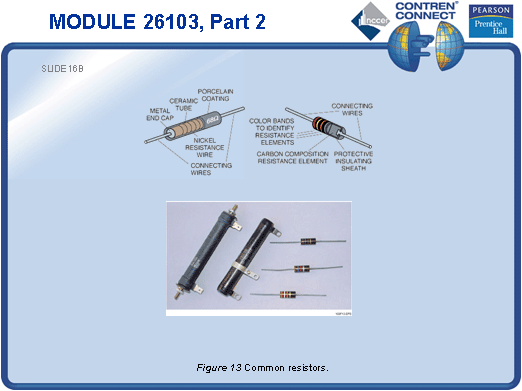 MODULE 26103, Part 2
nccer
CONTREN®
CONNECT
PEARSON
Prentice
Hall
SLIDE 16B
PORCELAIN
COATING
CERAMIC
TUBE
METAL
END CAP
NICKEL
RESISTANCE
WIRE
CONNECTING
WIRES
CONNECTING
WIRES
COLOR BANDS
TO IDENTIFY
RESISTANCE
ELEMENTS
CARBON COMPOSITION
RESISTANCE ELEMENT
PROTECTIVE
INSULATING
SHEATH
Figure 13 Common resistors.